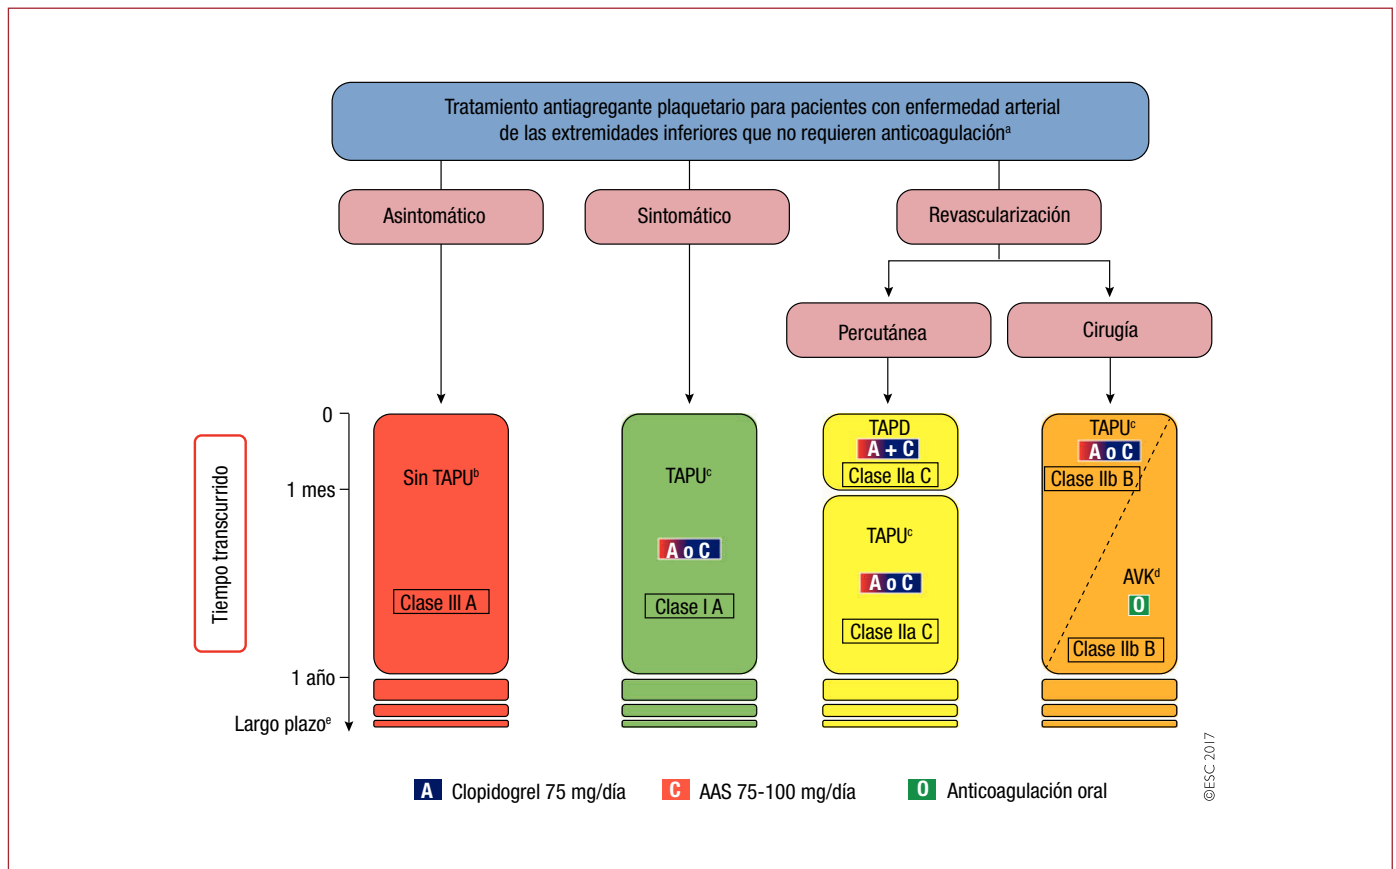 Tratamiento antiagregante plaquetario para pacientes con enfermedad arterial
de las extremidades inferiores que no requieren anticoagulaciónª
Asintomático
Sintomático
Revascularización
Percutánea
Cirugía
Tiempo transcurrido
0
1 mes
1 año
Largo plazoᵉ
Sin TAPUᵇ
Clase III A
TAPUᶜ
A o C
Clase I A
TAPD
A + C
Clase IIa C
TAPUᶜ
A o C
Clase IIa C
TAPUᶜ
A o C
Clase IIb B
AVKᵈ
O
Clase IIb B
A Clopidogrel 75 mg/día
C AAS 75-100 mg/día
O Anticoagulación oral
©ESC 2017